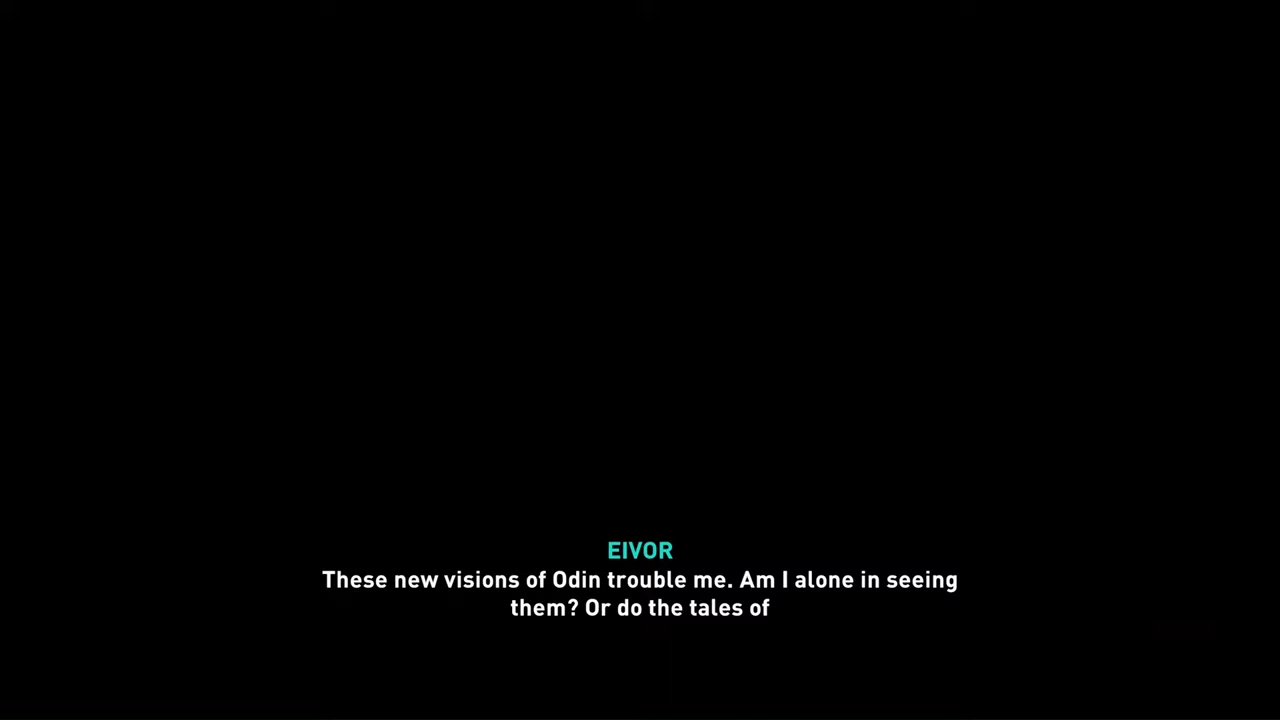 EIVOR
These new visions of Odin trouble me. Am I alone in seeing
them? Or do the tales of